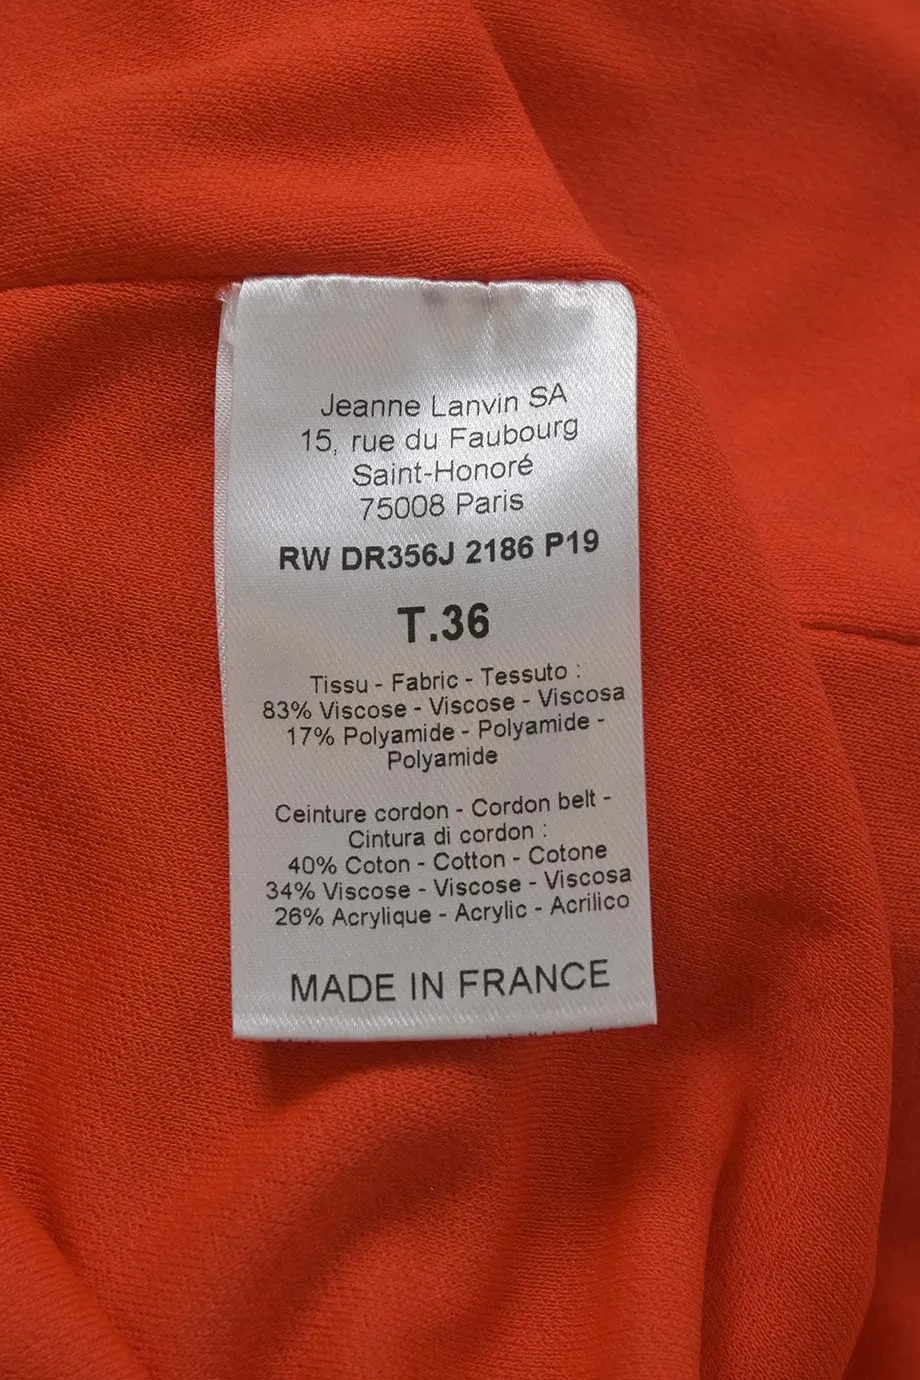 Jeanne Lanvin SA
15, rue du Faubourg
Saint-Honoré
75008 Paris
RW DR356J 2186 P19
T.36
Tissu - Fabric - Tessuto :
83% Viscose - Viscose - Viscosa
17% Polyamide - Polyamide -
Polyamide
Ceinture cordon - Cordon belt -
Cintura di cordon :
40% Coton - Cotton - Cotone
34% Viscose - Viscose - Viscosa
26% Acrylique - Acrylic - Acrilico
MADE IN FRANCE